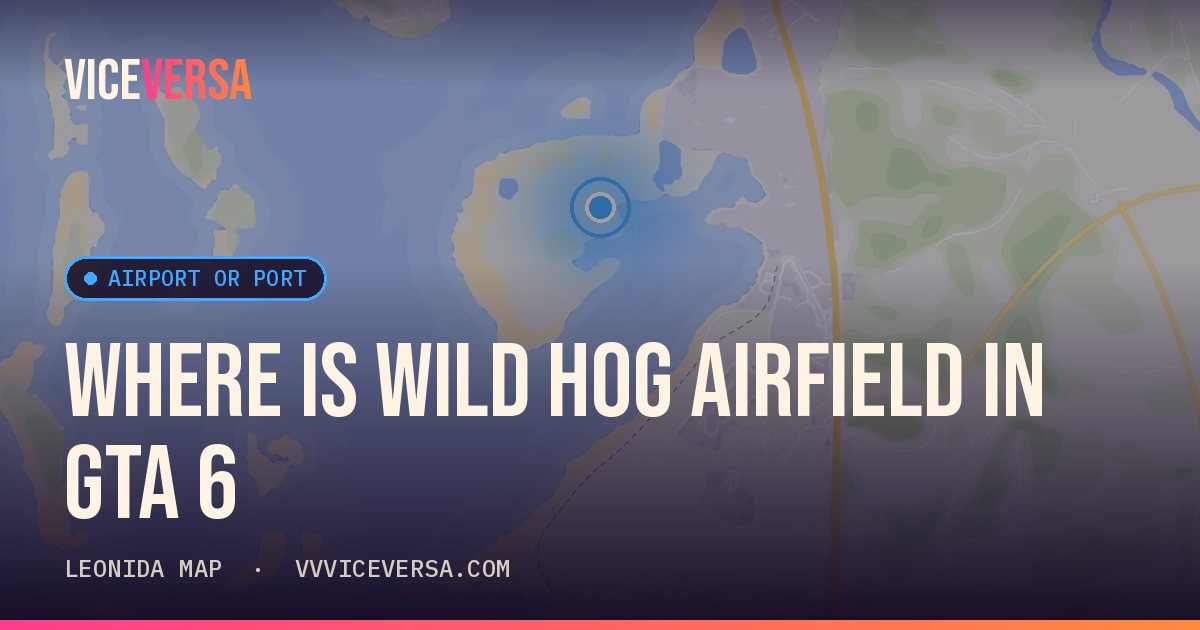 VICEVERSA
AIRPORT OR PORT
WHERE IS WILD HOG AIRFIELD IN
GTA 6
LEONIDA MAP · VVVICEVERSA.COM